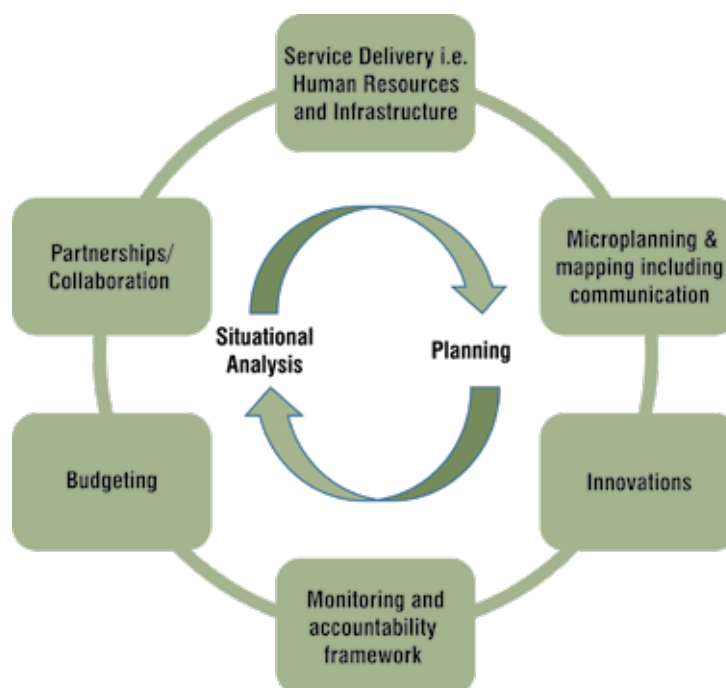 Service Delivery i.e.
Human Resources
and Infrastructure
Microplanning &
mapping including
communication
Innovations
Monitoring and
accountability
framework
Budgeting
Partnerships/
Collaboration
Situational
Analysis
Planning